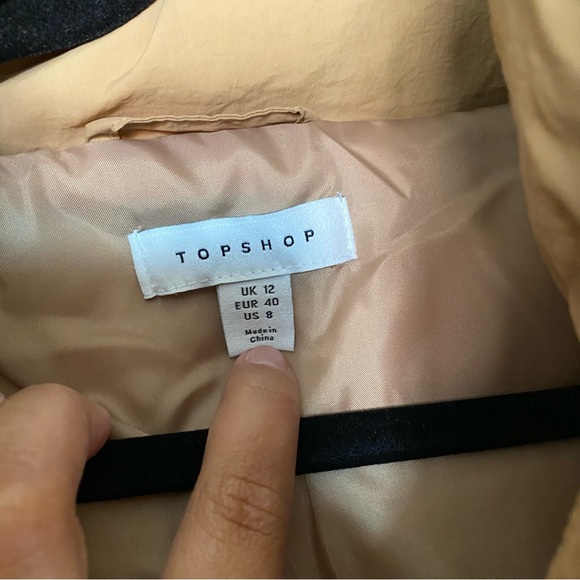 TOPSHOP
UK 12
EUR 40
US 8
Made in
China